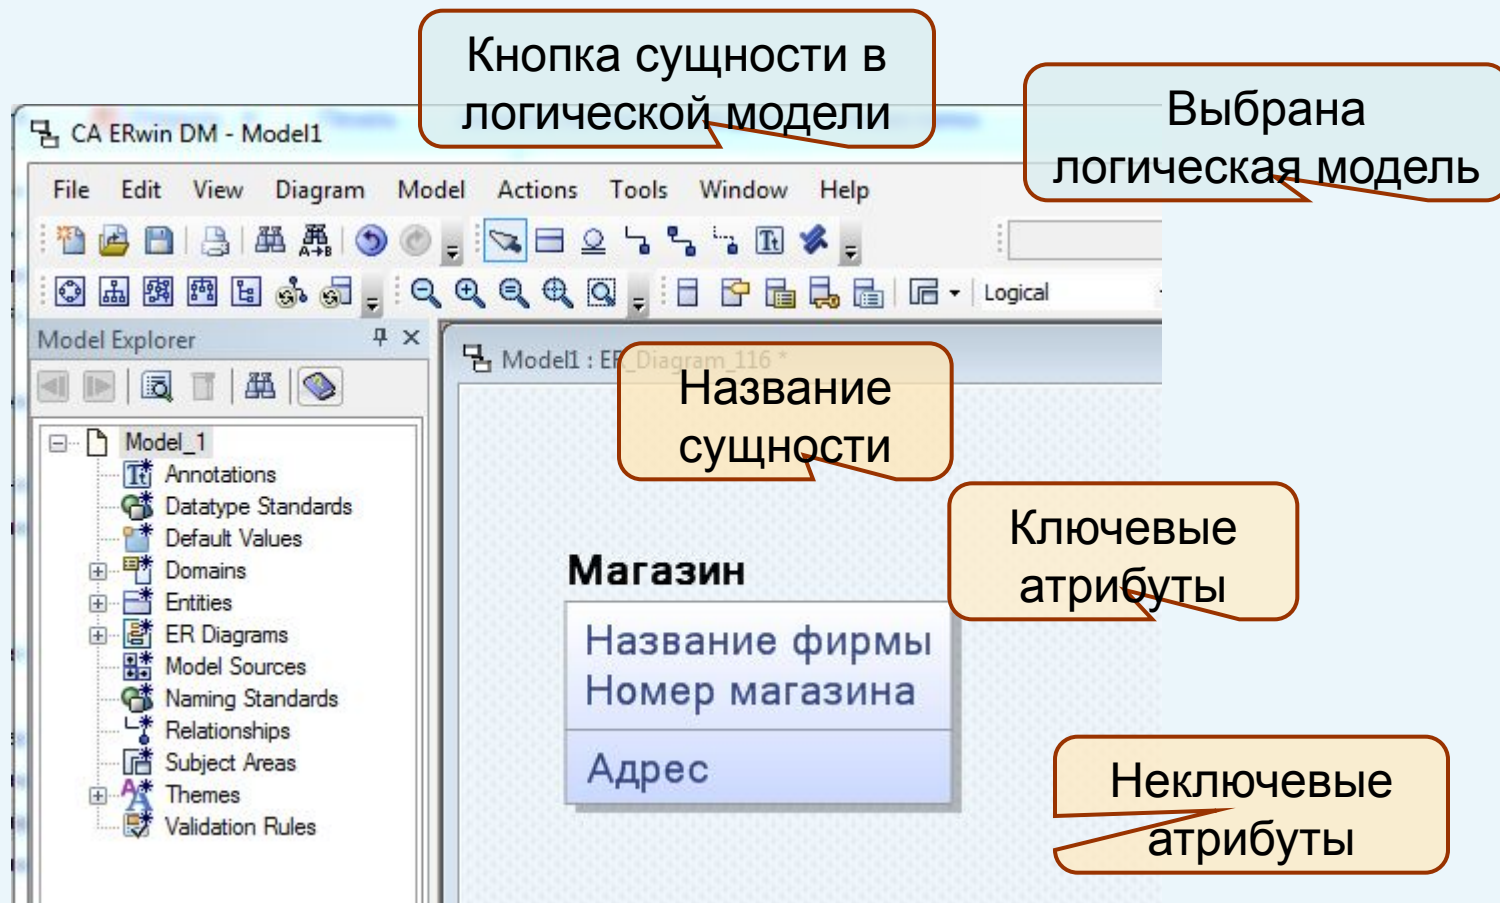 Кнопка сущности в
логической модели
Выбрана
логическая модель
CA ERwin DM - Model1
File Edit View Diagram Model Actions Tools Window Help
A→B
Tt
Logical
Model Explorer
Model1 : ER_Diagram_116 *
Название
сущности
Model_1
Annotations
Datatype Standards
Default Values
Domains
Entities
ER Diagrams
Model Sources
Naming Standards
Relationships
Subject Areas
Themes
Validation Rules
Ключевые
атрибуты
Магазин
Название фирмы
Номер магазина
Адрес
Неключевые
атрибуты